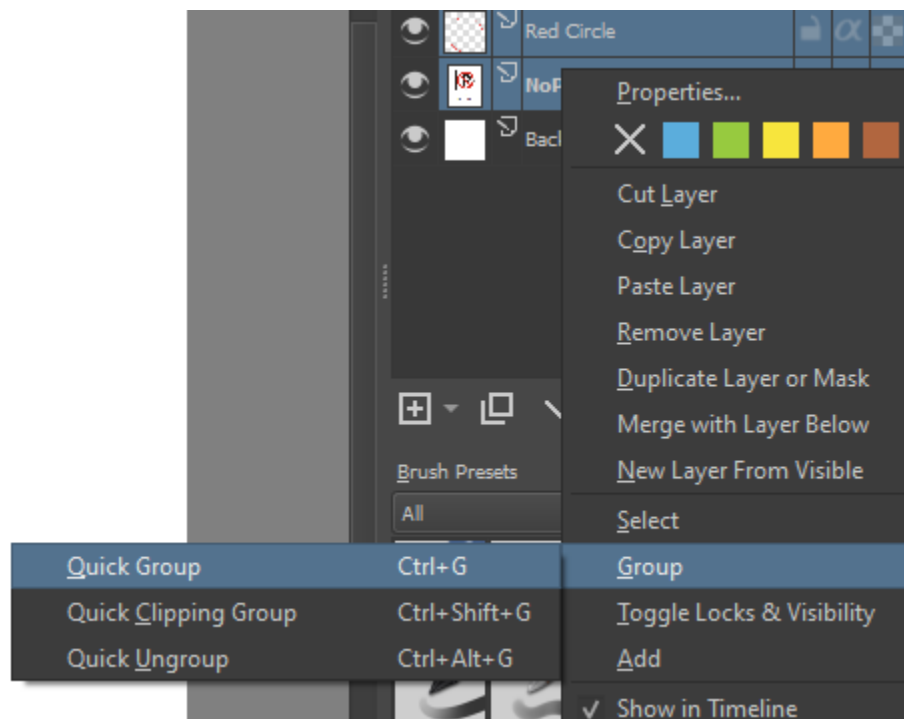 Red Circle
NoP
Properties...
Bacl
Cut Layer
Copy Layer
Paste Layer
Remove Layer
Duplicate Layer or Mask
Merge with Layer Below
New Layer From Visible
Brush Presets
All
Select
Quick Group Ctrl+G
Group
Quick Clipping Group Ctrl+Shift+G
Toggle Locks & Visibility
Quick Ungroup Ctrl+Alt+G
Add
Show in Timeline